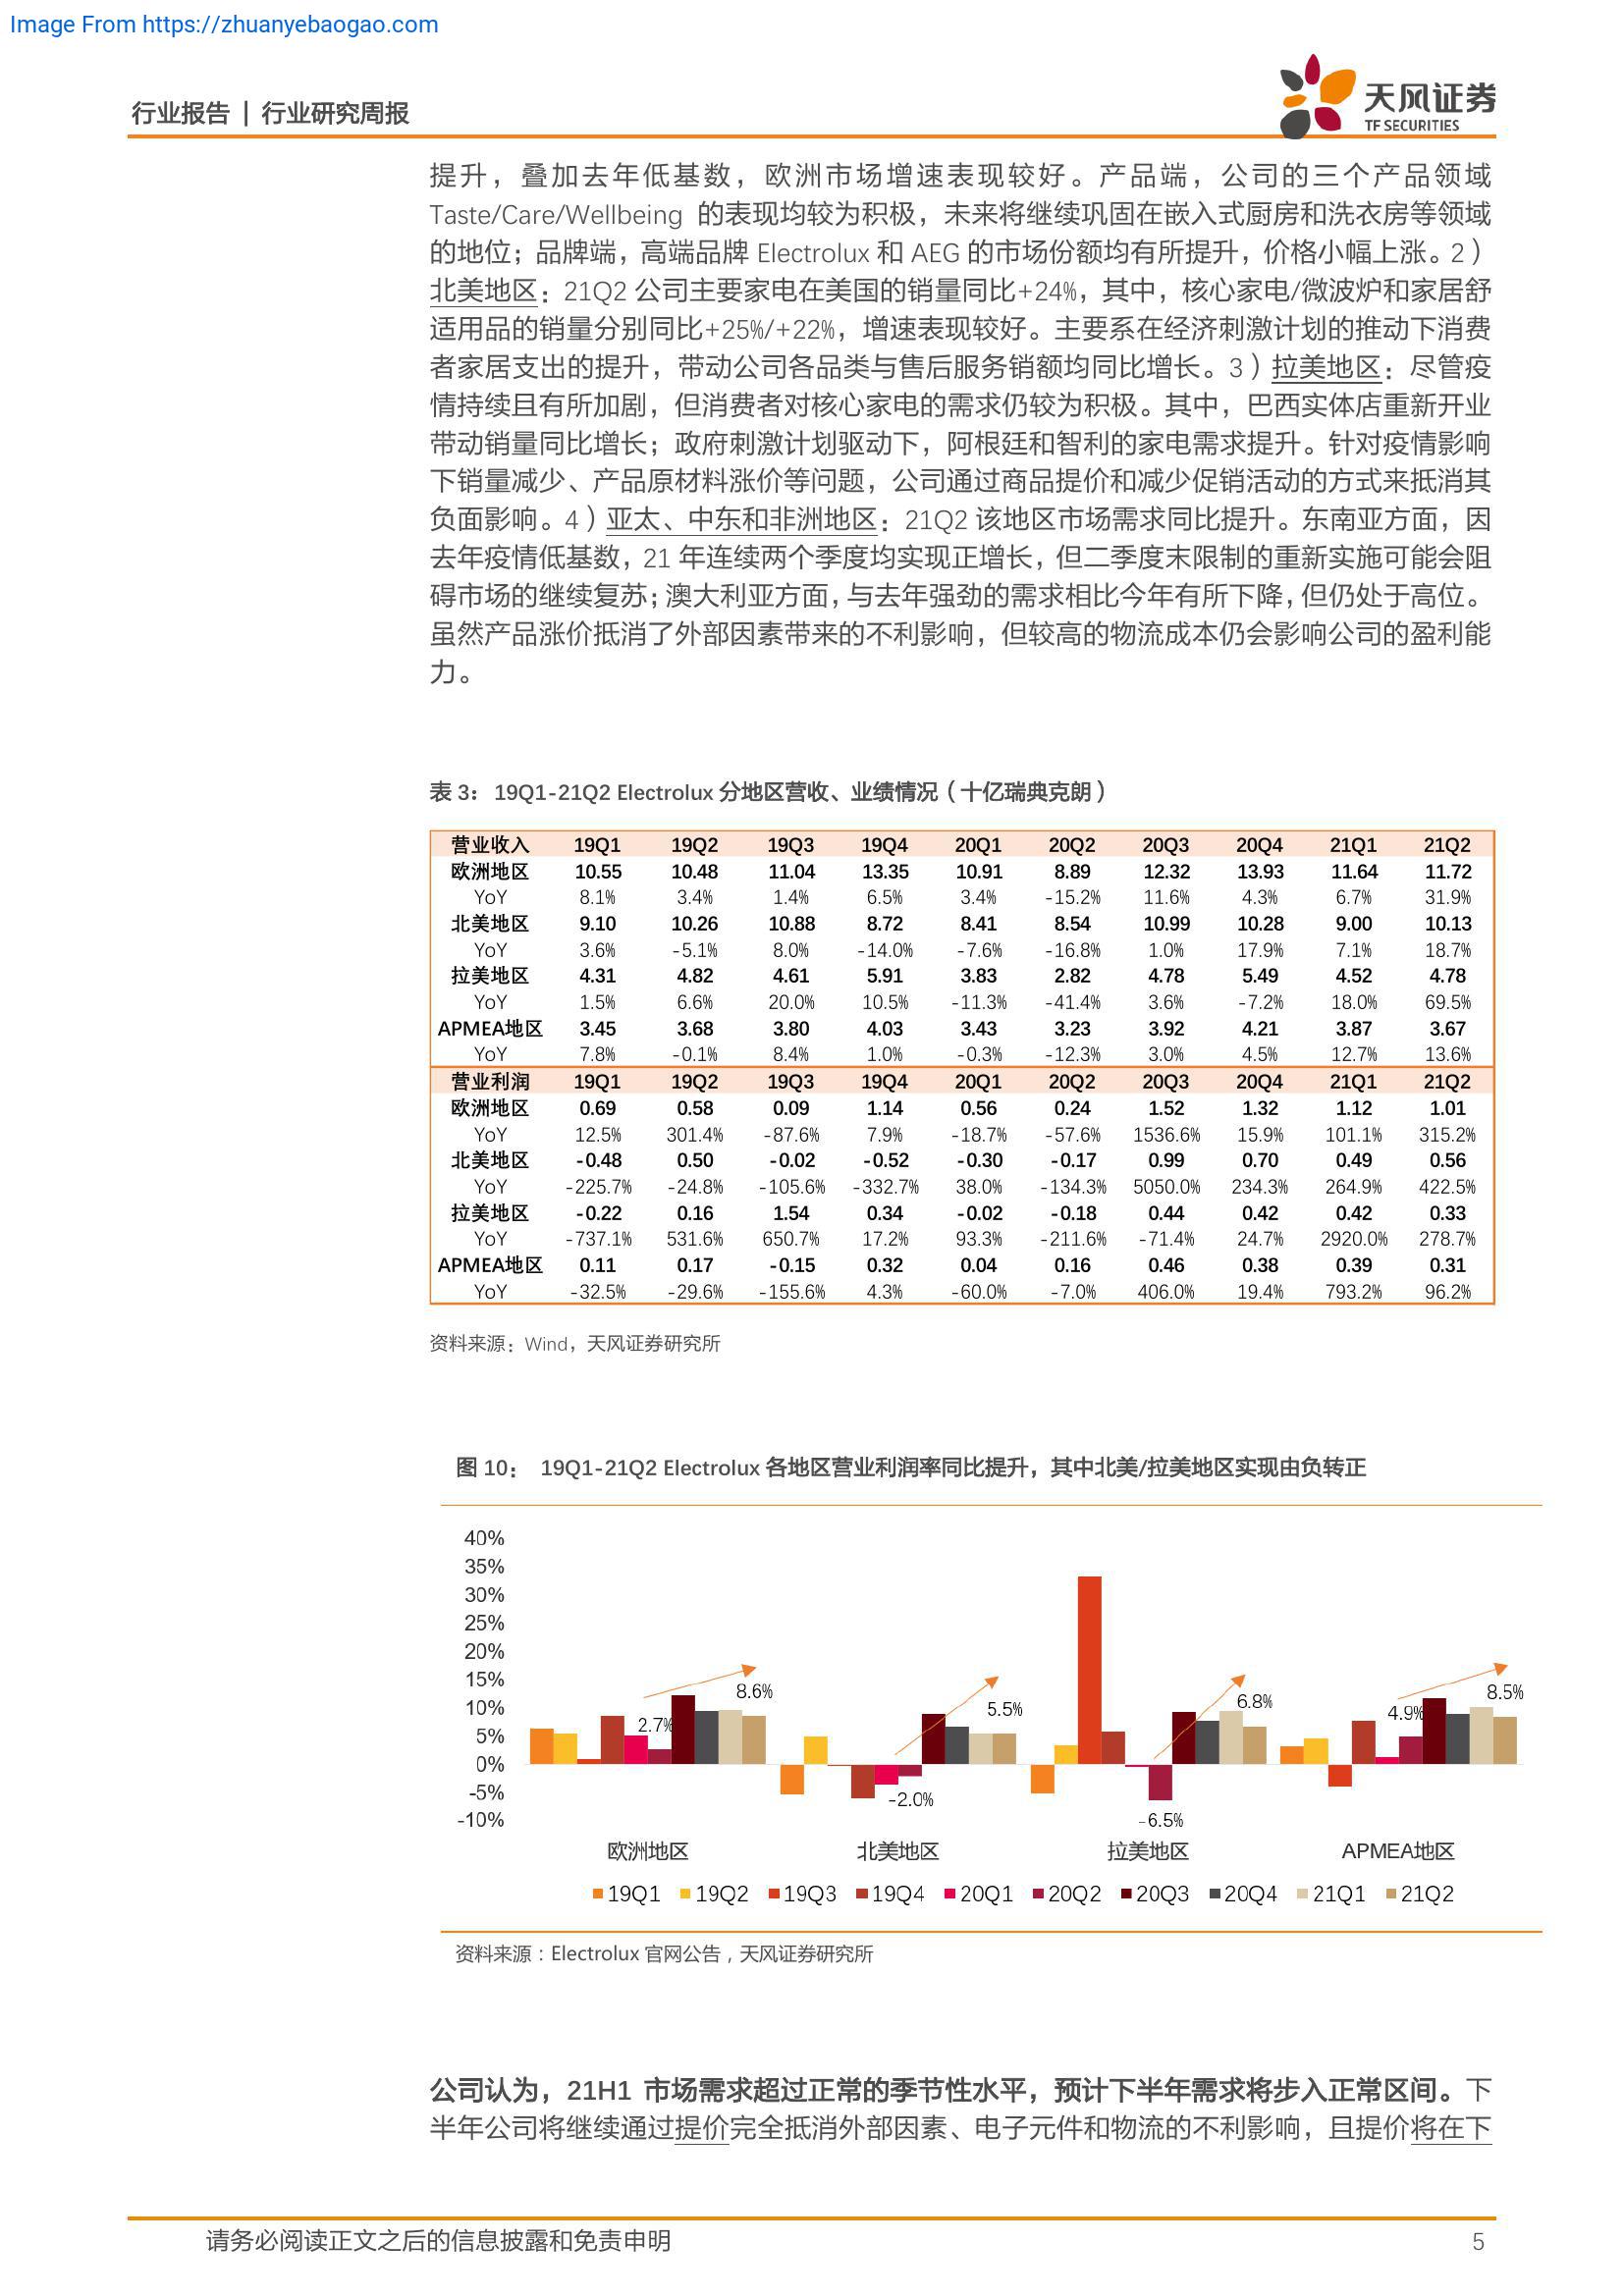 Image From https://zhuanyebaogao.com
行业报告 | 行业研究周报
天风证券
TF SECURITIES
提升，叠加去年低基数，欧洲市场增速表现较好。产品端，公司的三个产品领域
Taste/Care/Wellbeing 的表现均较为积极，未来将继续巩固在嵌入式厨房和洗衣房等领域
的地位；品牌端，高端品牌 Electrolux 和 AEG 的市场份额均有所提升，价格小幅上涨。2）
北美地区：21Q2 公司主要家电在美国的销量同比+24%，其中，核心家电/微波炉和家居舒
适用品的销量分别同比+25%/+22%，增速表现较好。主要系在经济刺激计划的推动下消费
者家居支出的提升，带动公司各品类与售后服务销额均同比增长。3）拉美地区：尽管疫
情持续且有所加剧，但消费者对核心家电的需求仍较为积极。其中，巴西实体店重新开业
带动销量同比增长；政府刺激计划驱动下，阿根廷和智利的家电需求提升。针对疫情影响
下销量减少、产品原材料涨价等问题，公司通过商品提价和减少促销活动的方式来抵消其
负面影响。4）亚太、中东和非洲地区：21Q2 该地区市场需求同比提升。东南亚方面，因
去年疫情低基数，21 年连续两个季度均实现正增长，但二季度末限制的重新实施可能会阻
碍市场的继续复苏；澳大利亚方面，与去年强劲的需求相比今年有所下降，但仍处于高位。
虽然产品涨价抵消了外部因素带来的不利影响，但较高的物流成本仍会影响公司的盈利能
力。
表 3：19Q1-21Q2 Electrolux 分地区营收、业绩情况（十亿瑞典克朗）
营业收入 19Q1 19Q2 19Q3 19Q4 20Q1 20Q2 20Q3 20Q4 21Q1 21Q2
欧洲地区 10.55 10.48 11.04 13.35 10.91 8.89 12.32 13.93 11.64 11.72
YoY 8.1% 3.4% 1.4% 6.5% 3.4% -15.2% 11.6% 4.3% 6.7% 31.9%
北美地区 9.10 10.26 10.88 8.72 8.41 8.54 10.99 10.28 9.00 10.13
YoY 3.6% -5.1% 8.0% -14.0% -7.6% -16.8% 1.0% 17.9% 7.1% 18.7%
拉美地区 4.31 4.82 4.61 5.91 3.83 2.82 4.78 5.49 4.52 4.78
YoY 1.5% 6.6% 20.0% 10.5% -11.3% -41.4% 3.6% -7.2% 18.0% 69.5%
APMEA地区 3.45 3.68 3.80 4.03 3.43 3.23 3.92 4.21 3.87 3.67
YoY 7.8% -0.1% 8.4% 1.0% -0.3% -12.3% 3.0% 4.5% 12.7% 13.6%
营业利润 19Q1 19Q2 19Q3 19Q4 20Q1 20Q2 20Q3 20Q4 21Q1 21Q2
欧洲地区 0.69 0.58 0.09 1.14 0.56 0.24 1.52 1.32 1.12 1.01
YoY 12.5% 301.4% -87.6% 7.9% -18.7% -57.6% 1536.6% 15.9% 101.1% 315.2%
北美地区 -0.48 0.50 -0.02 -0.52 -0.30 -0.17 0.99 0.70 0.49 0.56
YoY -225.7% -24.8% -105.6% -332.7% 38.0% -134.3% 5050.0% 234.3% 264.9% 422.5%
拉美地区 -0.22 0.16 1.54 0.34 -0.02 -0.18 0.44 0.42 0.42 0.33
YoY -737.1% 531.6% 650.7% 17.2% 93.3% -211.6% -71.4% 24.7% 2920.0% 278.7%
APMEA地区 0.11 0.17 -0.15 0.32 0.04 0.16 0.46 0.38 0.39 0.31
YoY -32.5% -29.6% -155.6% 4.3% -60.0% -7.0% 406.0% 19.4% 793.2% 96.2%
资料来源：Wind，天风证券研究所
图 10： 19Q1-21Q2 Electrolux 各地区营业利润率同比提升，其中北美/拉美地区实现由负转正
40%
35%
30%
25%
20%
15%
10%
5%
0%
-5%
-10%
2.7%
8.6%
-2.0%
5.5%
-6.5%
6.8%
4.9%
8.5%
欧洲地区 北美地区 拉美地区 APMEA地区
19Q1 19Q2 19Q3 19Q4 20Q1 20Q2 20Q3 20Q4 21Q1 21Q2
资料来源：Electrolux 官网公告，天风证券研究所
公司认为，21H1 市场需求超过正常的季节性水平，预计下半年需求将步入正常区间。下
半年公司将继续通过提价完全抵消外部因素、电子元件和物流的不利影响，且提价将在下
请务必阅读正文之后的信息披露和免责申明
5